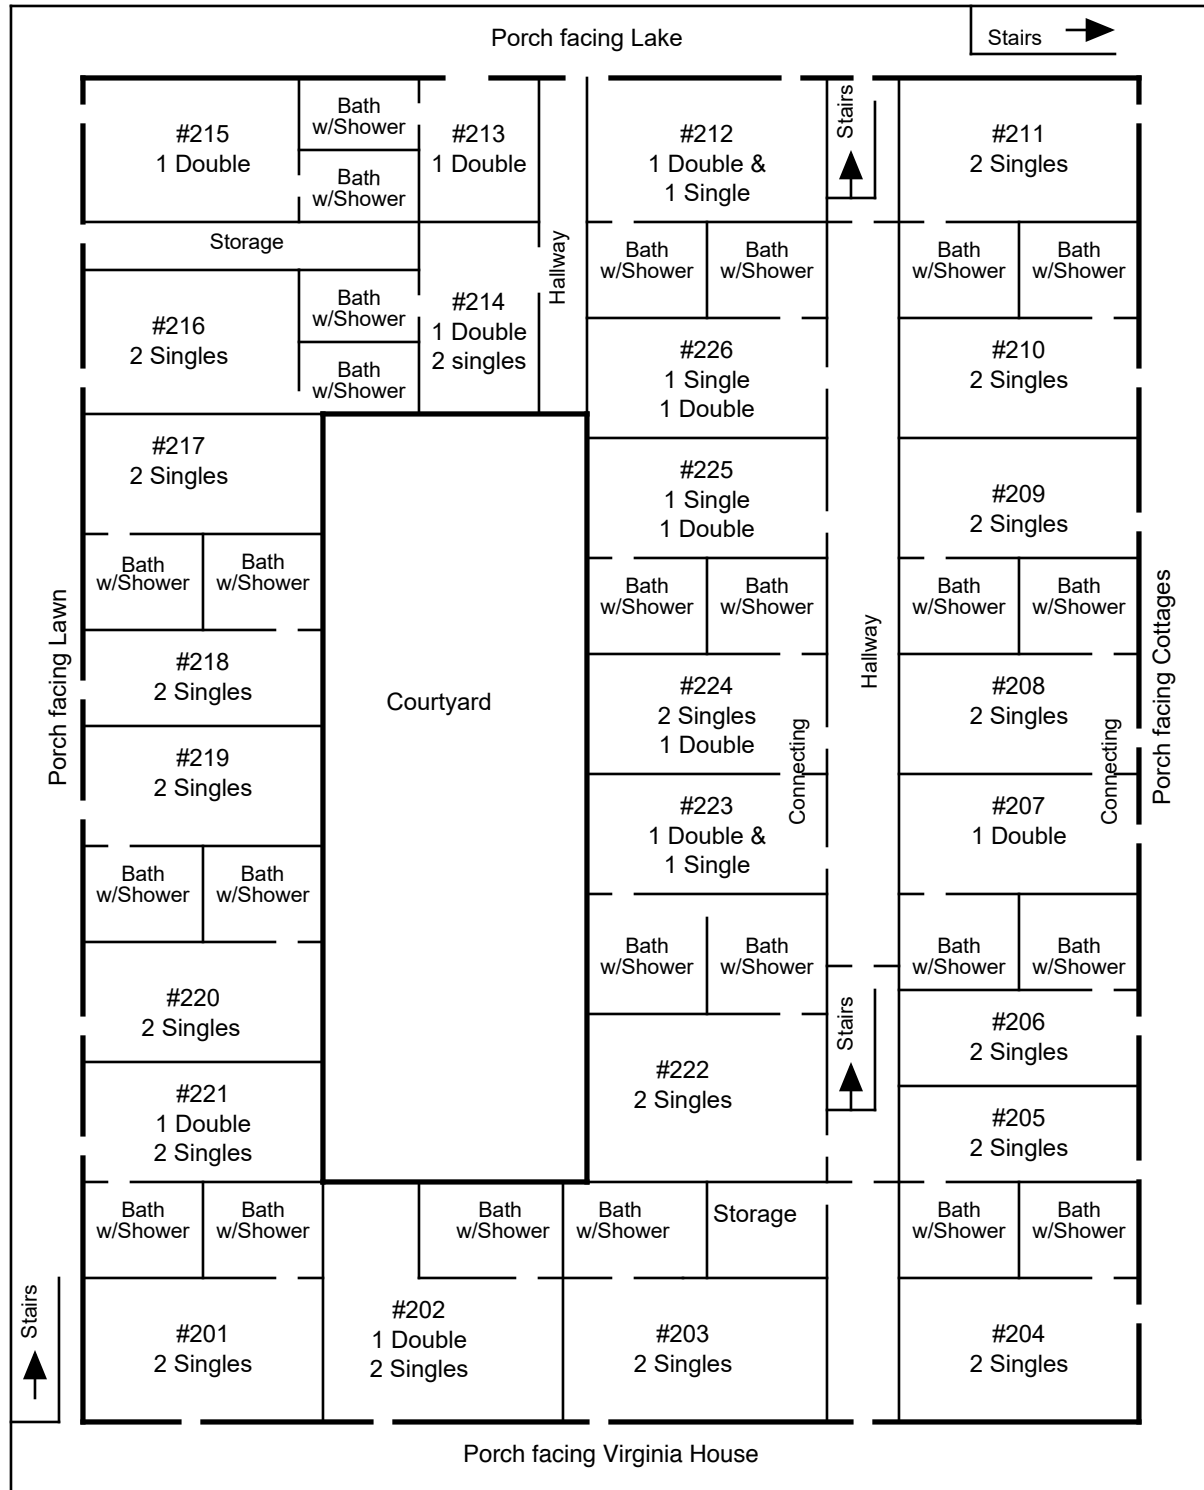 Porch facing Lake
Stairs
#215
1 Double
Bath
w/Shower
Bath
w/Shower
#213
1 Double
#212
1 Double &
1 Single
Stairs
#211
2 Singles
Storage
Hallway
Bath
w/Shower
Bath
w/Shower
Bath
w/Shower
Bath
w/Shower
#216
2 Singles
Bath
w/Shower
Bath
w/Shower
#214
1 Double
2 singles
#226
1 Single
1 Double
#210
2 Singles
#217
2 Singles
#225
1 Single
1 Double
#209
2 Singles
Bath
w/Shower
Bath
w/Shower
Bath
w/Shower
Bath
w/Shower
Bath
w/Shower
Bath
w/Shower
Porch facing Lawn
Hallway
Porch facing Cottages
#218
2 Singles
Courtyard
#224
2 Singles
1 Double
#208
2 Singles
Connecting
Connecting
#219
2 Singles
#223
1 Double &
1 Single
#207
1 Double
Bath
w/Shower
Bath
w/Shower
Bath
w/Shower
Bath
w/Shower
Bath
w/Shower
Bath
w/Shower
#220
2 Singles
Stairs
#206
2 Singles
#222
2 Singles
#221
1 Double
2 Singles
#205
2 Singles
Bath
w/Shower
Bath
w/Shower
Bath
w/Shower
Bath
w/Shower
Storage
Bath
w/Shower
Bath
w/Shower
Stairs
#201
2 Singles
#202
1 Double
2 Singles
#203
2 Singles
#204
2 Singles
Porch facing Virginia House